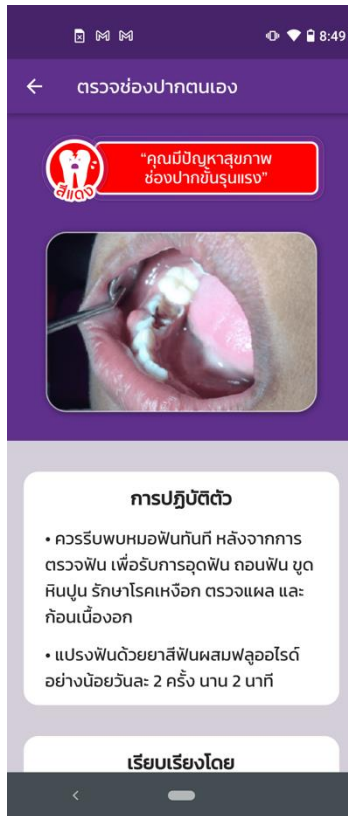 8:49
ตรวจช่องปากตนเอง
"คุณมีปัญหาสุขภาพ
ช่องปากขั้นรุนแรง"
สีแดง
การปฏิบัติตัว
• ควรรีบพบหมอฟันทันที หลังจากการ
ตรวจฟัน เพื่อรับการอุดฟัน ถอนฟัน ขูด
หินปูน รักษาโรคเหงือก ตรวจแผล และ
ก้อนเนื้องอก
• แปรงฟันด้วยยาสีฟันผสมฟลูออไรด์
อย่างน้อยวันละ 2 ครั้ง นาน 2 นาที
เรียบเรียงโดย